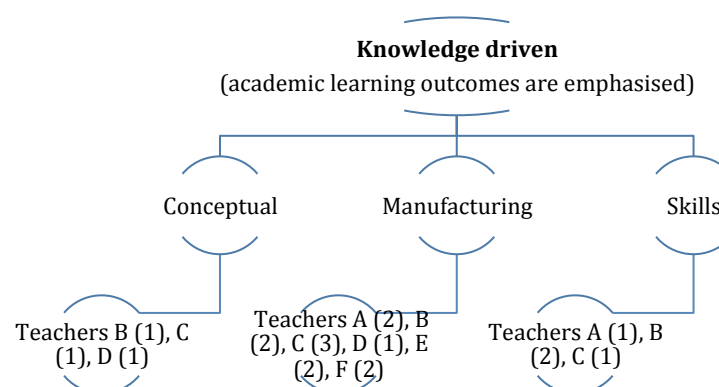 Knowledge driven
(academic learning outcomes are emphasised)
Conceptual
Manufacturing
Skills
Teachers B (1), C
(1), D (1)
Teachers A (2), B
(2), C (3), D (1), E
(2), F (2)
Teachers A (1), B
(2), C (1)